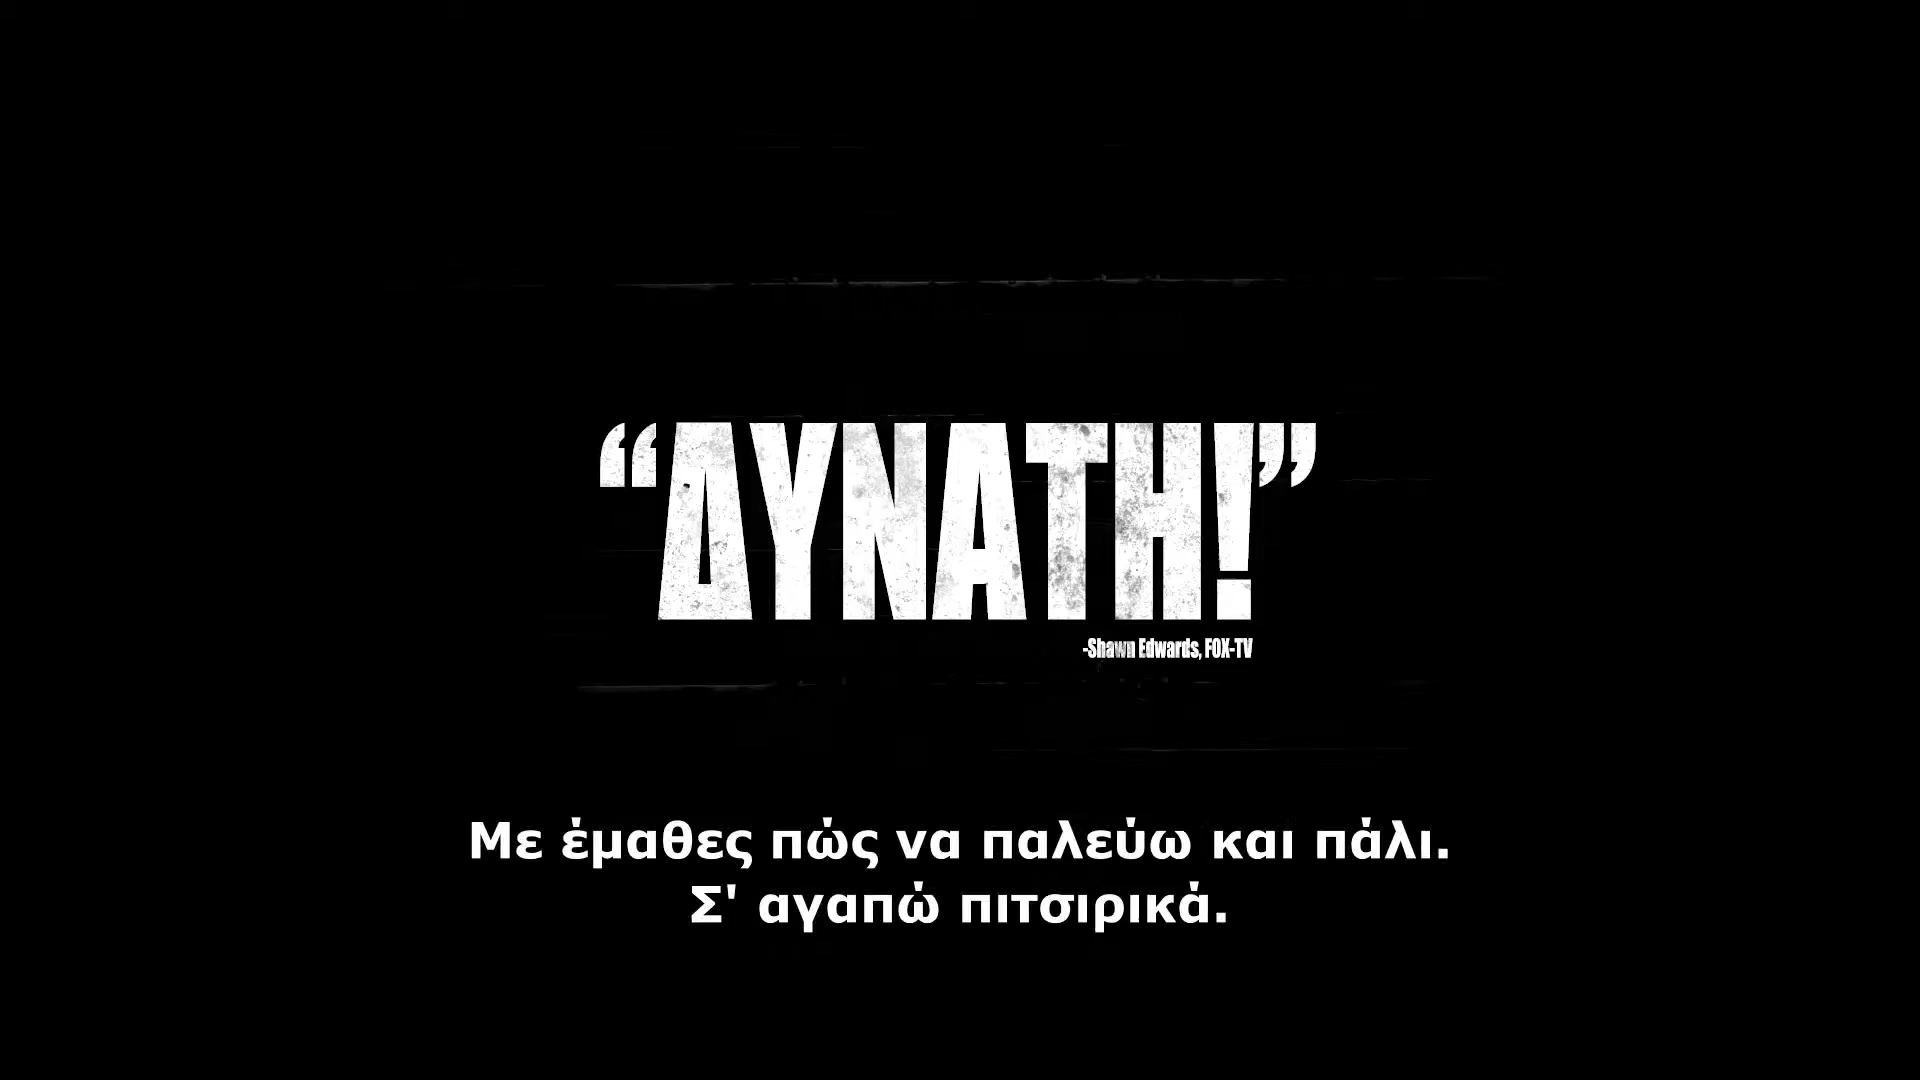 “ΔΥΝΑΤΗ!”
-Shawn Edwards, FOX-TV
Με έμαθες πώς να παλεύω και πάλι.
Σ' αγαπώ πιτσιρικά.